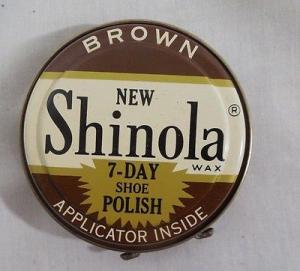 BROWN
NEW
Shinola®
WAX
7-DAY
SHOE
POLISH
APPLICATOR INSIDE